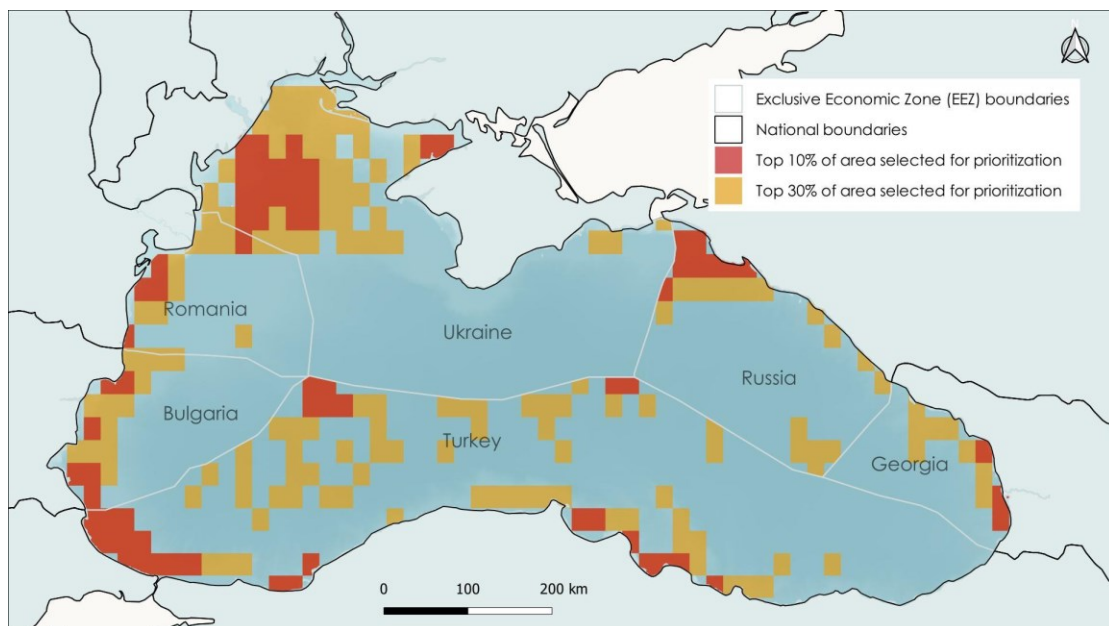 N
Exclusive Economic Zone (EEZ) boundaries
National boundaries
Top 10% of area selected for prioritization
Top 30% of area selected for prioritization
Romania
Ukraine
Russia
Bulgaria
Turkey
Georgia
0 100 200 km